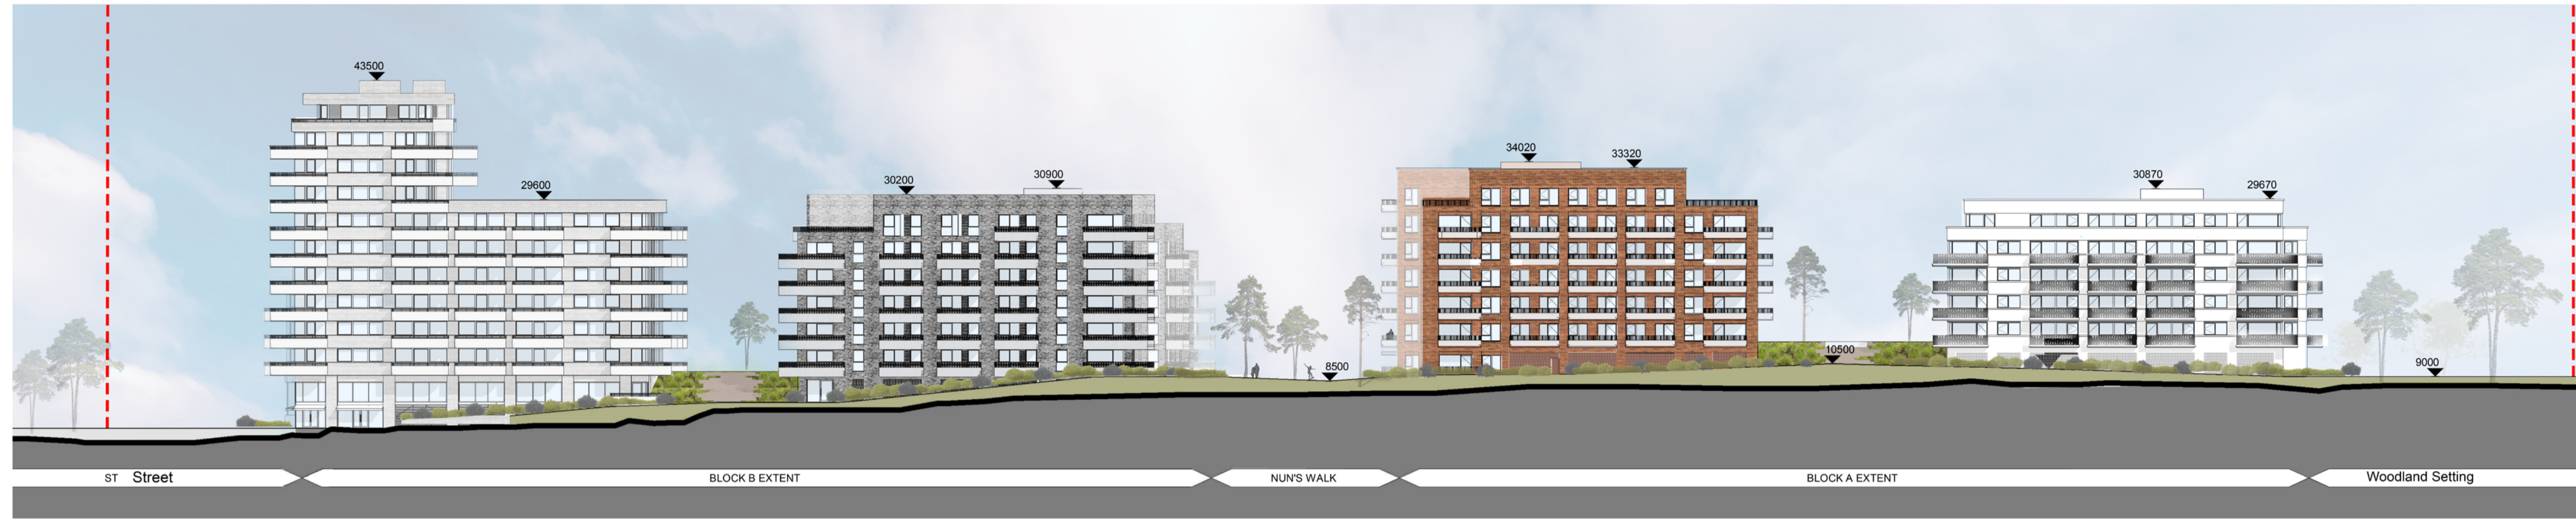 43500
29600
30200
30900
34020
33320
30870
29670
8500
10500
9000
ST Street
BLOCK B EXTENT
NUN'S WALK
BLOCK A EXTENT
Woodland Setting